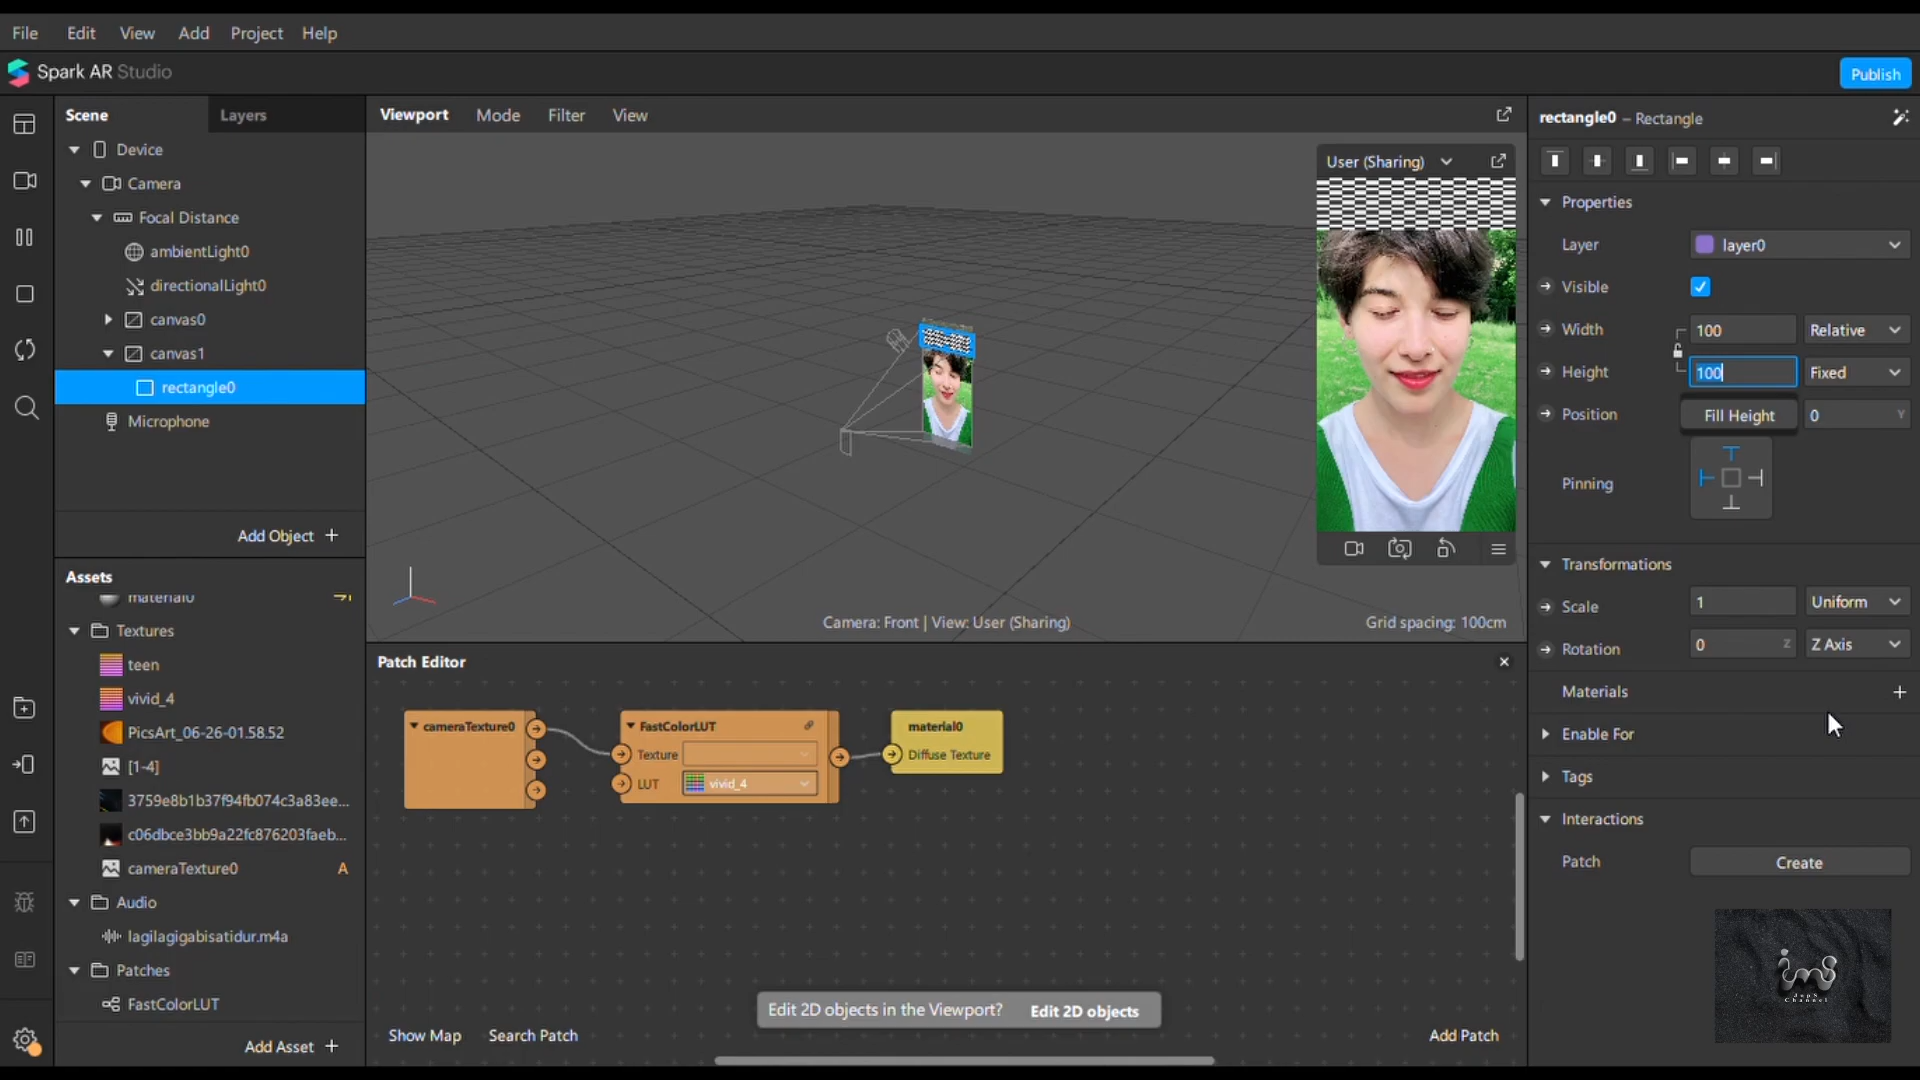 File Edit View Add Project Help
Spark AR Studio
Publish
Scene Layers
Device
Camera
Focal Distance
ambientLight0
directionalLight0
canvas0
canvas1
rectangle0
Microphone
Add Object +
Assets
material0
Textures
teen
vivid_4
PicsArt_06-26-01.58.52
[1-4]
3759e8b1b37f94fb074c3a83ee...
c06dbce3bb9a22fc876203faeb...
cameraTexture0 A
Audio
lagilagigabisatidur.m4a
Patches
FastColorLUT
Add Asset +
Viewport Mode Filter View
User (Sharing)
Camera: Front | View: User (Sharing)
Grid spacing: 100cm
Patch Editor
cameraTexture0
FastColorLUT
Texture
LUT vivid_4
material0
Diffuse Texture
Edit 2D objects in the Viewport? Edit 2D objects
Show Map Search Patch
Add Patch
rectangle0 – Rectangle
Properties
Layer layer0
Visible
Width 100 Relative
Height 100 Fixed
Position Fill Height 0 Y
Pinning
Transformations
Scale 1 Uniform
Rotation 0 Z Z Axis
Materials +
Enable For
Tags
Interactions
Patch Create